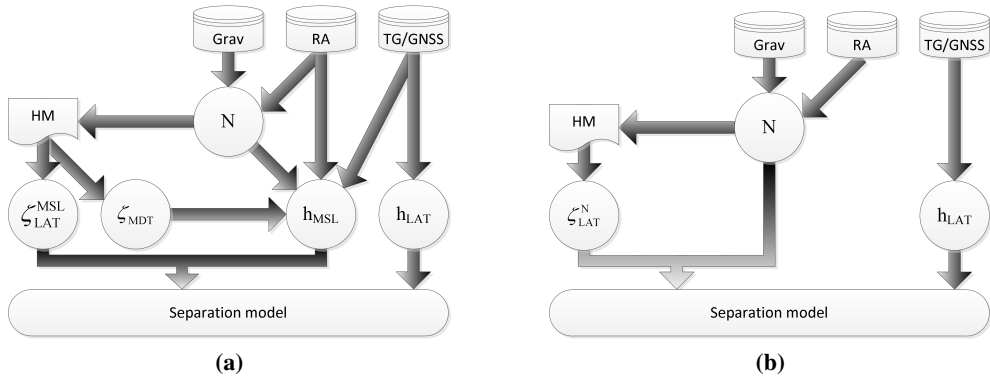 Grav RA TG/GNSS
HM N
ζ^MSL_LAT ζ_MDT h_MSL h_LAT
Separation model
(a)
Grav RA TG/GNSS
HM N
ζ^N_LAT h_LAT
Separation model
(b)